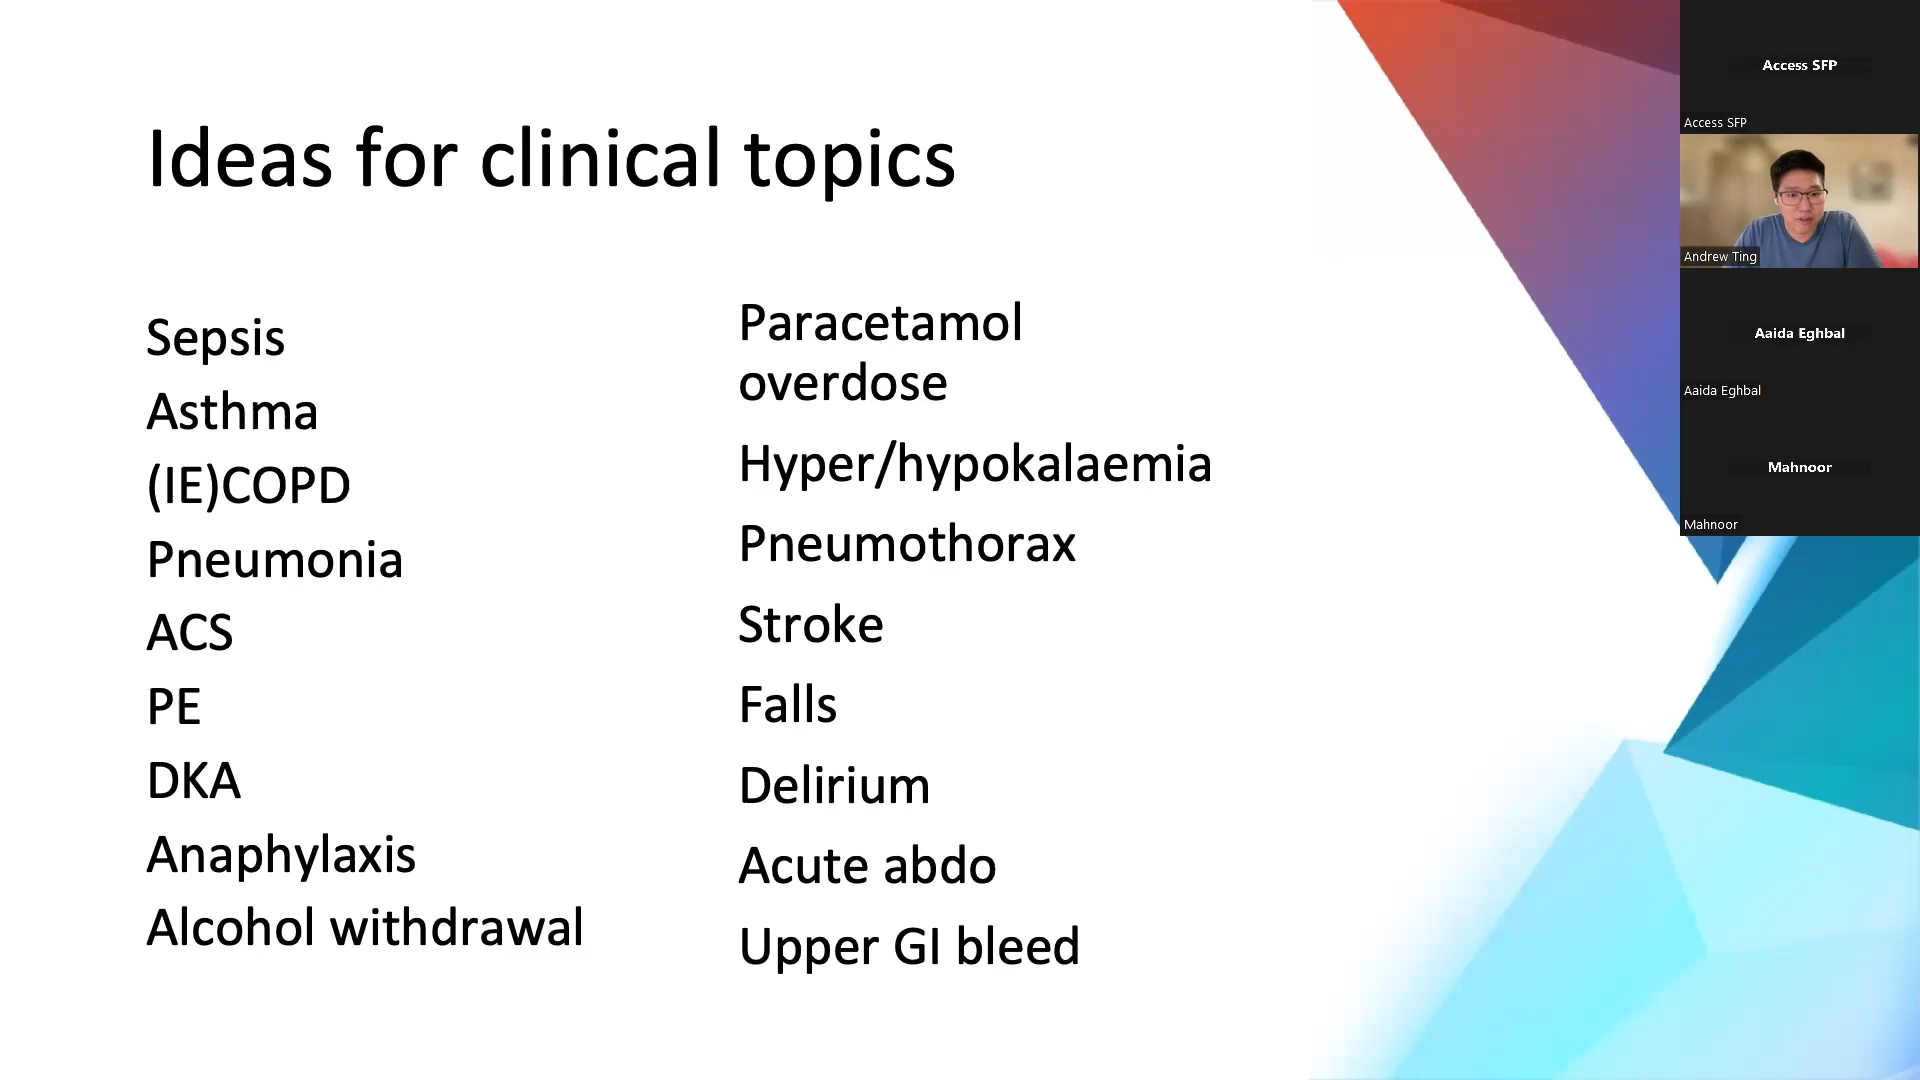 Ideas for clinical topics
Sepsis
Asthma
(IE)COPD
Pneumonia
ACS
PE
DKA
Anaphylaxis
Alcohol withdrawal
Paracetamol
overdose
Hyper/hypokalaemia
Pneumothorax
Stroke
Falls
Delirium
Acute abdo
Upper GI bleed
Access SFP
Access SFP
Andrew Ting
Aaida Eghbal
Aaida Eghbal
Mahnoor
Mahnoor